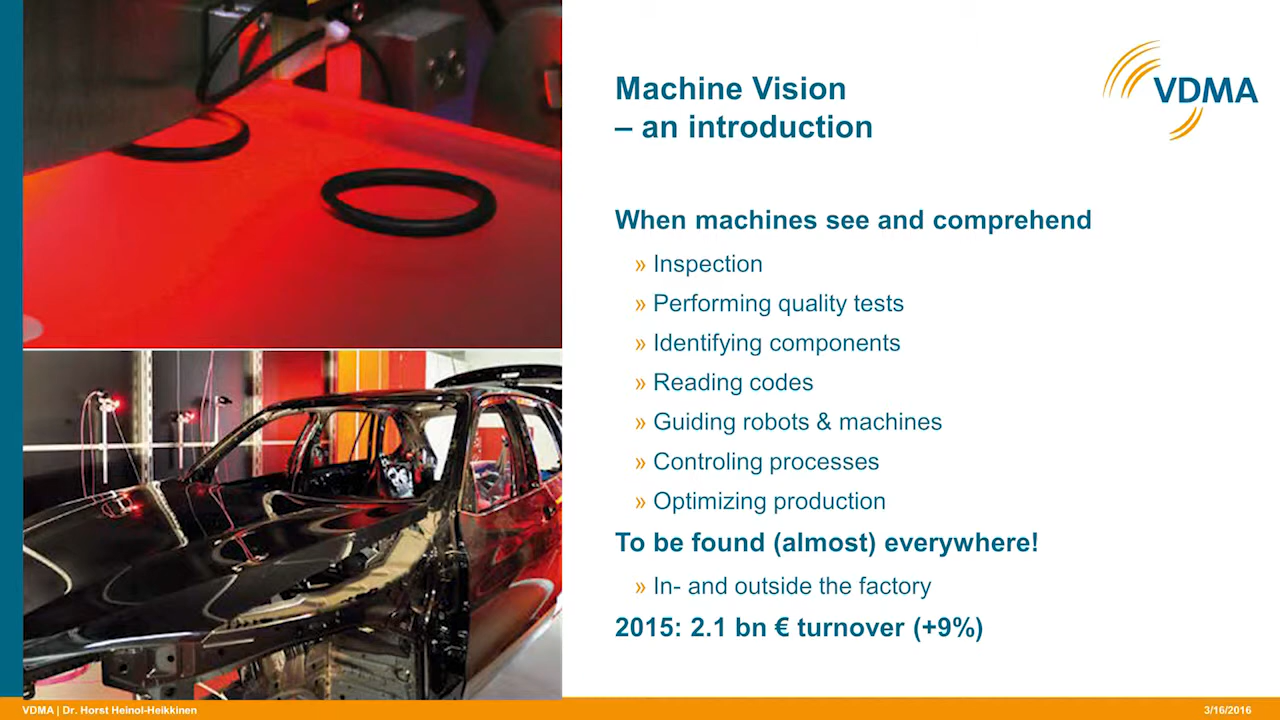 Machine Vision
– an introduction
VDMA
When machines see and comprehend
» Inspection
» Performing quality tests
» Identifying components
» Reading codes
» Guiding robots & machines
» Controling processes
» Optimizing production
To be found (almost) everywhere!
» In- and outside the factory
2015: 2.1 bn € turnover (+9%)
VDMA | Dr. Horst Heinol-Heikkinen
3/16/2016